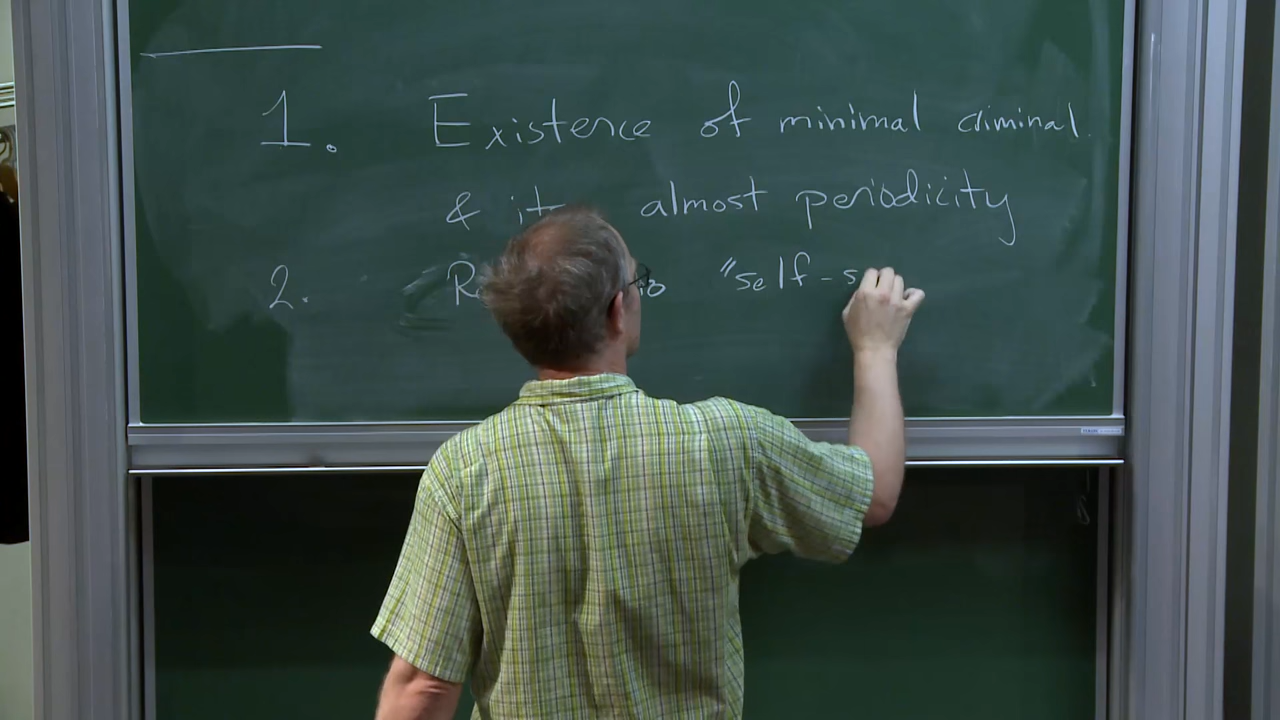 1. Existence of minimal criminal.
& its almost periodicity
2. "self-s